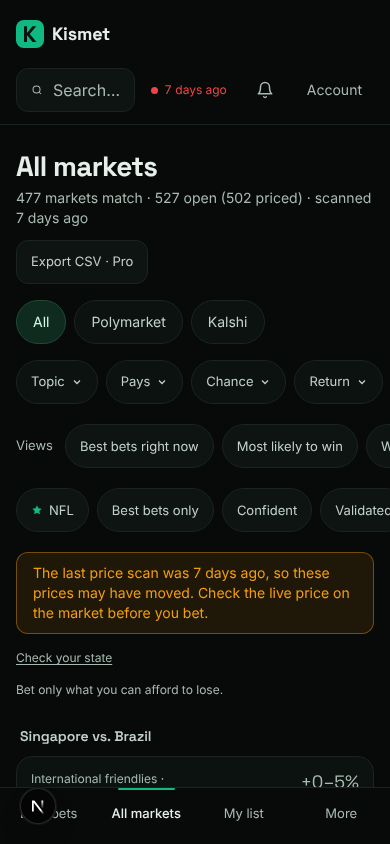 Kismet
Search...
7 days ago
Account
All markets
477 markets match · 527 open (502 priced) · scanned
7 days ago
Export CSV · Pro
All
Polymarket
Kalshi
Topic
Pays
Chance
Return
Views
Best bets right now
Most likely to win
NFL
Best bets only
Confident
Validated
The last price scan was 7 days ago, so these
prices may have moved. Check the live price on
the market before you bet.
Check your state
Bet only what you can afford to lose.
Singapore vs. Brazil
International friendlies ·
+0–5%
N
bets
All markets
My list
More